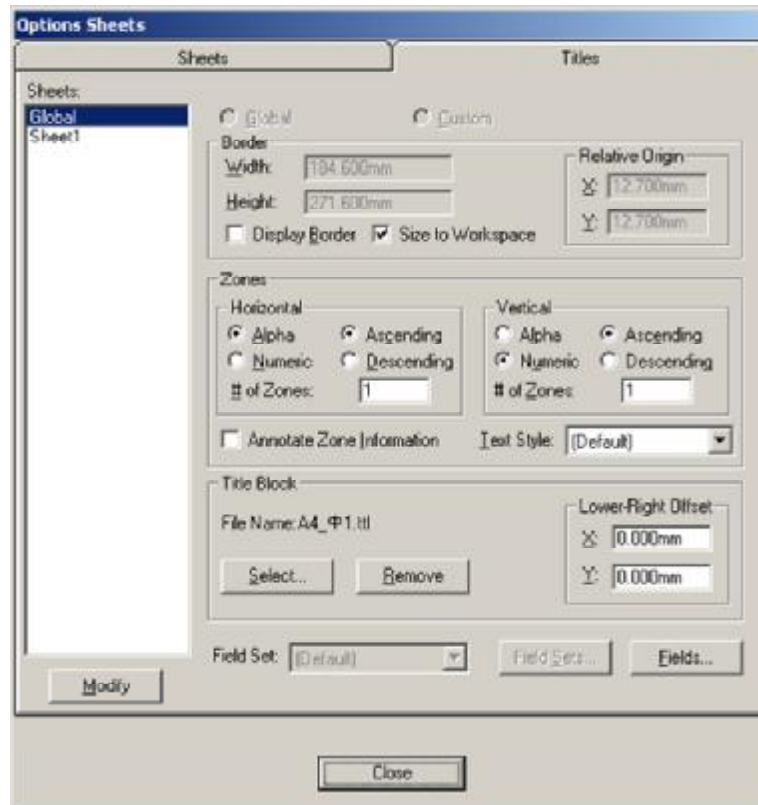 Options Sheets
Sheets Titles
Sheets:
Global
Sheet1
Global Custom
Border
Width: 184.600mm
Height: 271.600mm
Display Border Size to Workspace
Relative Origin
X: 12.700mm
Y: 12.700mm
Zones
Horizontal
Alpha Ascending
Numeric Descending
# of Zones: 1
Vertical
Alpha Ascending
Numeric Descending
# of Zones: 1
Annotate Zone Information Text Style: (Default)
Title Block
File Name: A4_Ф1.ttl
Select... Remove
Lower-Right Offset
X: 0.000mm
Y: 0.000mm
Field Set: (Default) Field Sets... Fields...
Modify
Close